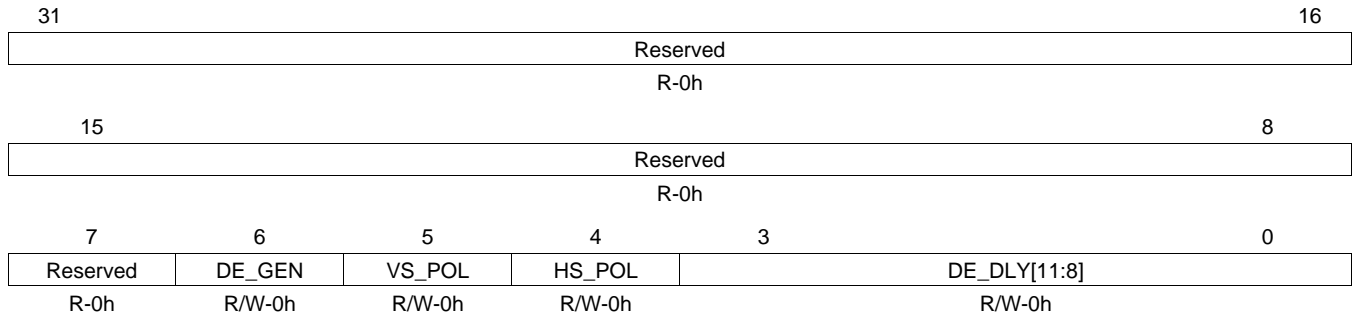 31 16
Reserved
R-0h
15 8
Reserved
R-0h
7 6 5 4 3 0
Reserved DE_GEN VS_POL HS_POL DE_DLY[11:8]
R-0h R/W-0h R/W-0h R/W-0h R/W-0h